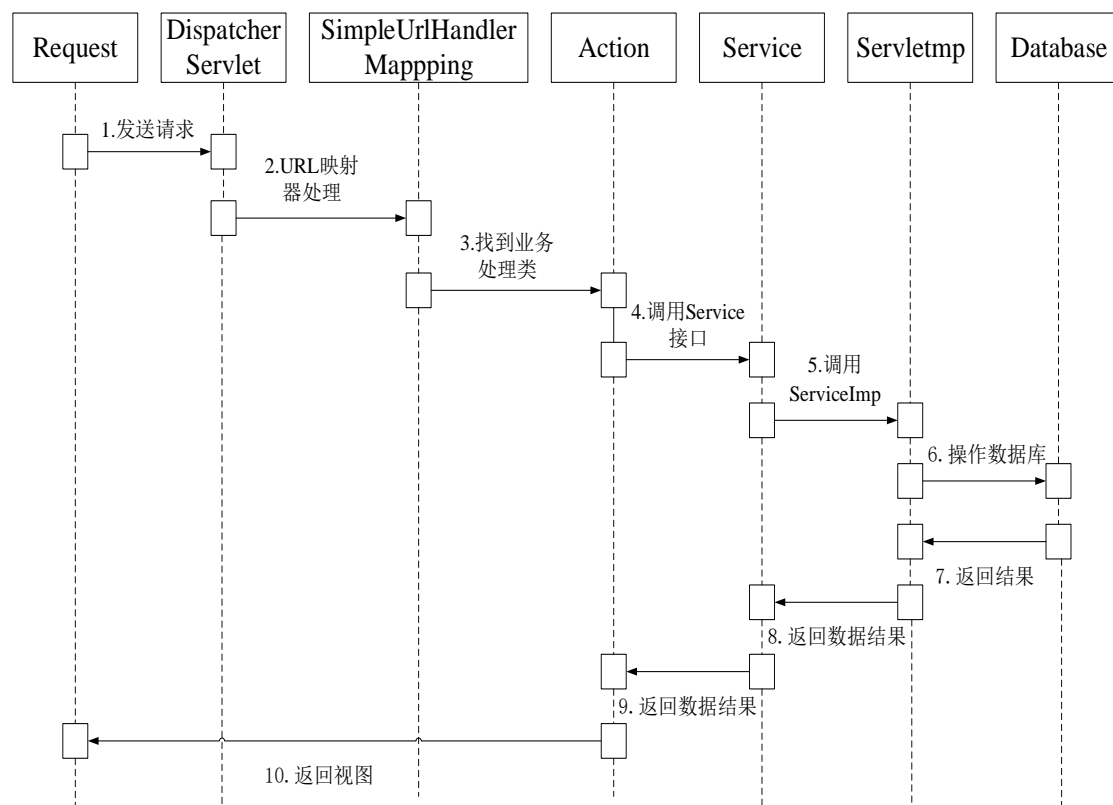 Request
Dispatcher
Servlet
SimpleUrlHandler
Mappping
Action
Service
Servletmp
Database
1.发送请求
2.URL映射
器处理
3.找到业务
处理类
4.调用Service
接口
5.调用
ServiceImp
6.操作数据库
7.返回结果
8.返回数据结果
9.返回数据结果
10.返回视图